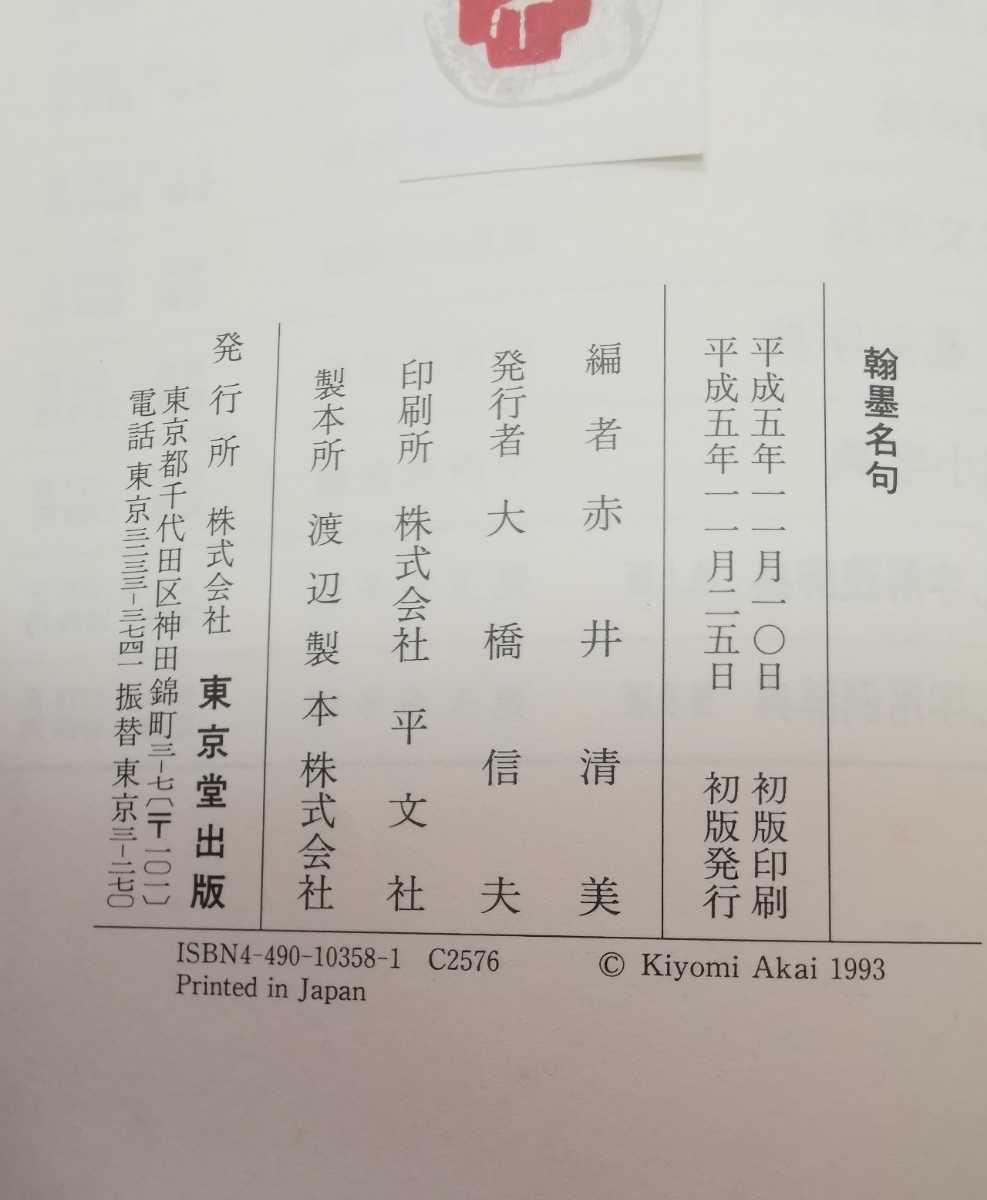 翰墨名句
平成五年一一月一〇日 初版印刷
平成五年一一月二五日 初版発行
編者 赤井清美
発行者 大橋信夫
印刷所 株式会社 平文社
製本所 渡辺製本株式会社
発行所 株式会社 東京堂出版
東京都千代田区神田錦町三-七〔〒一〇一〕
電話 東京三二三三-三七四一 振替 東京三-二七〇
ISBN4-490-10358-1 C2576
Printed in Japan
© Kiyomi Akai 1993